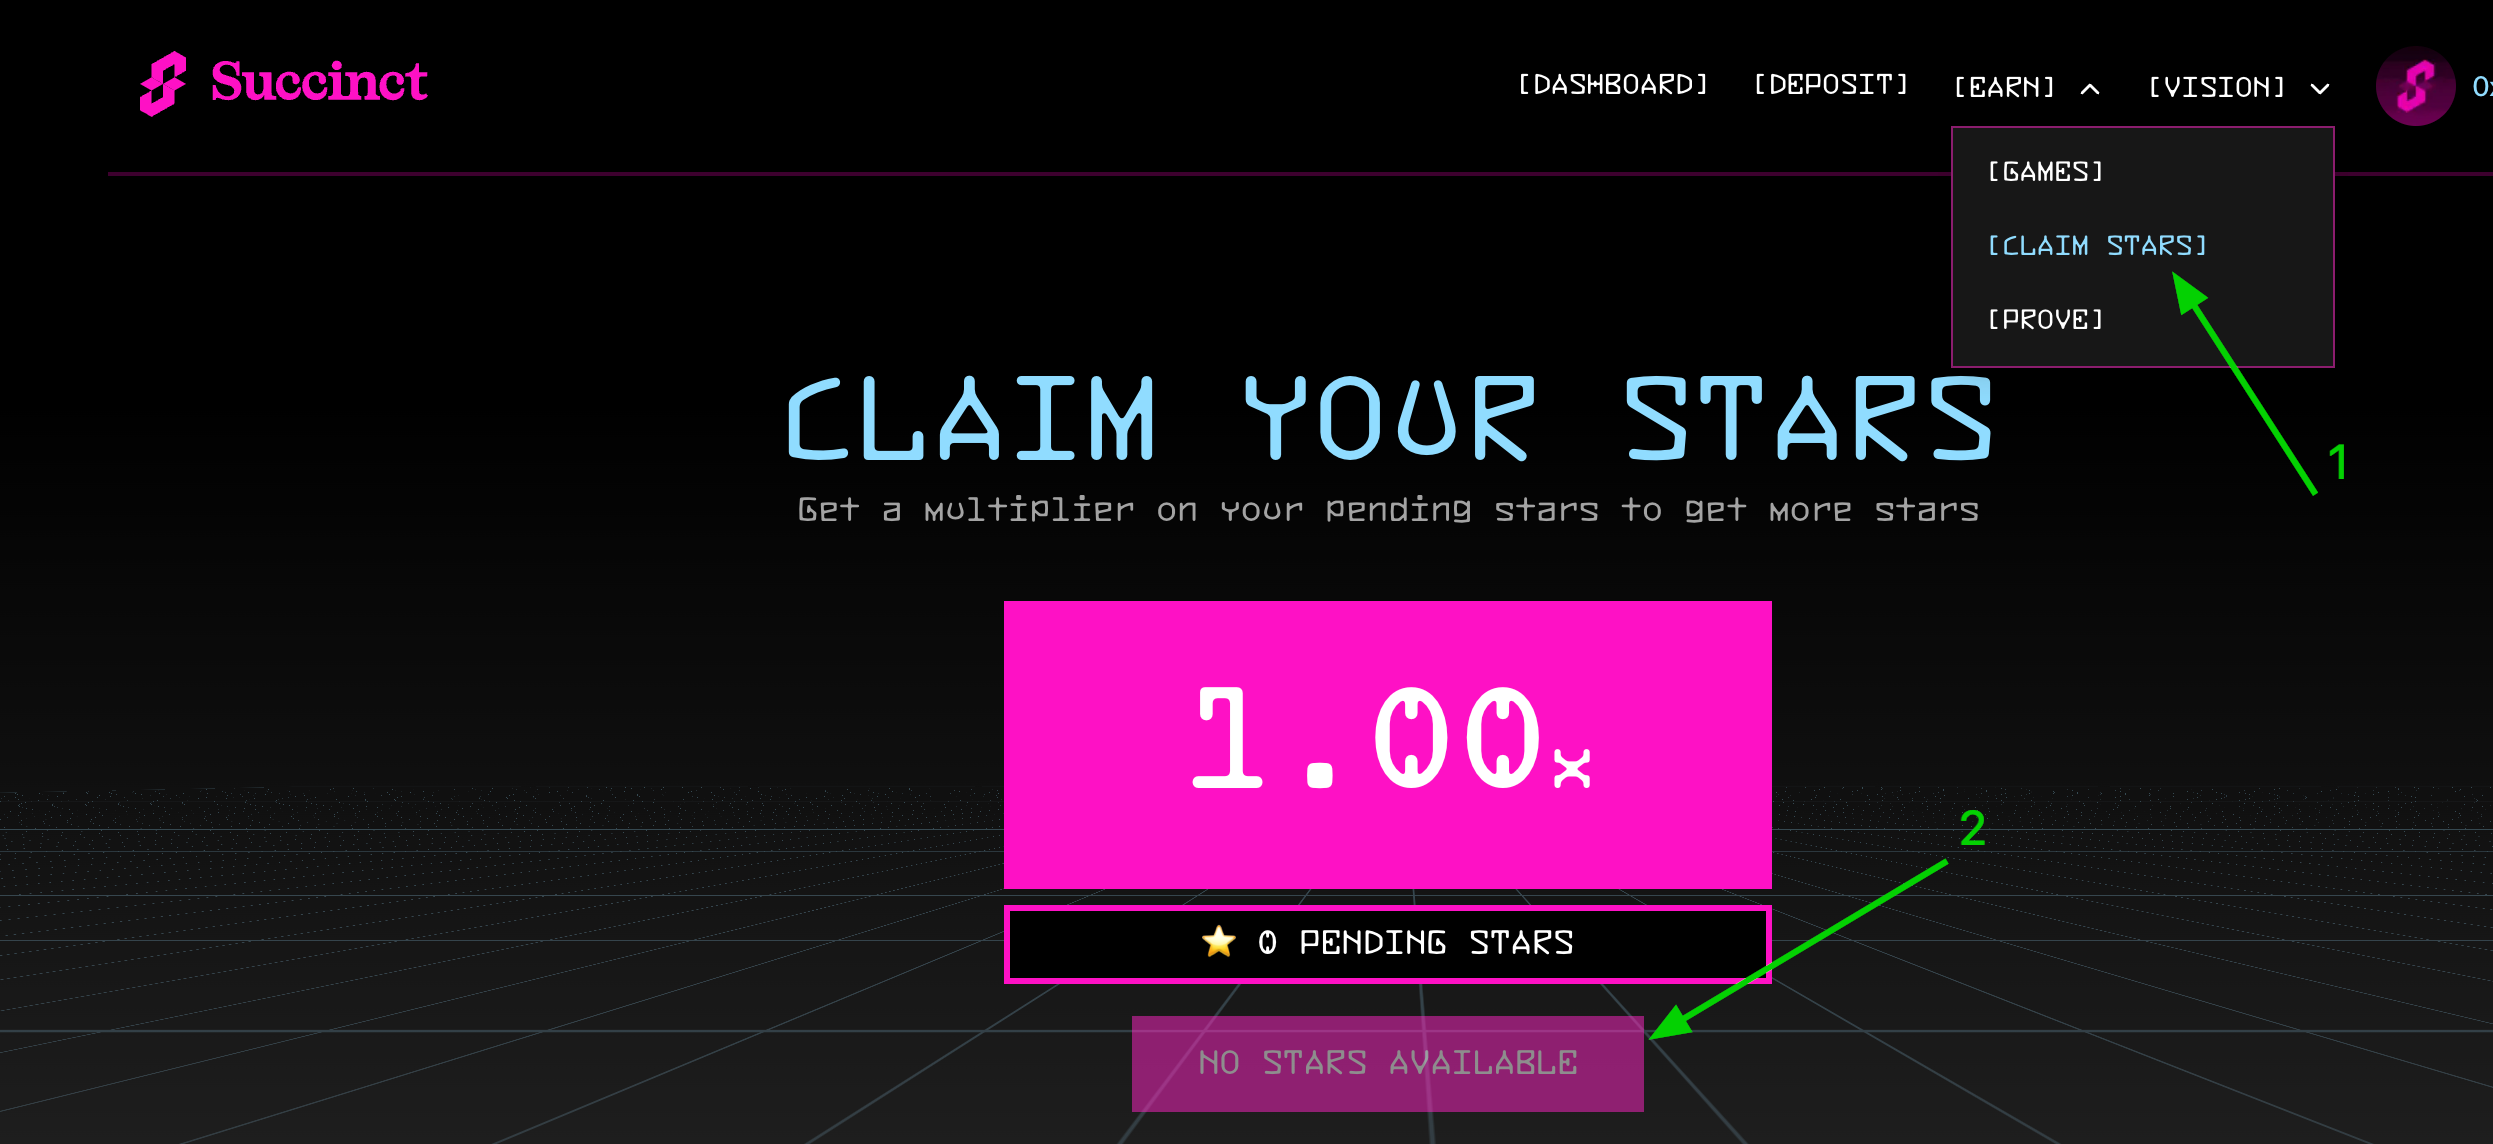 Succinct
[DASHBOARD] [DEPOSIT] [EARN] [VISION] 0x
[GAMES]
[CLAIM STARS]
[PROVE]
1
CLAIM YOUR STARS
Get a multiplier on your pending stars to get more stars
1.00x
2
⭐ 0 PENDING STARS
NO STARS AVAILABLE